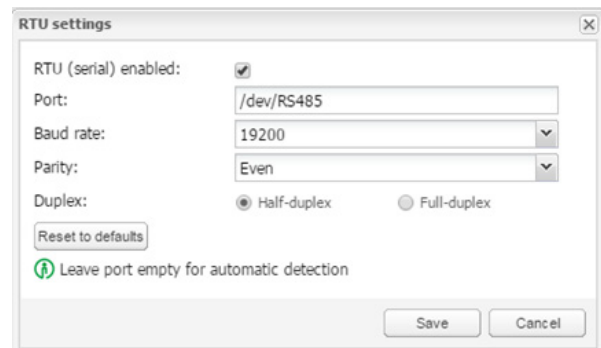 RTU settings
RTU (serial) enabled:
Port: /dev/RS485
Baud rate: 19200
Parity: Even
Duplex: Half-duplex Full-duplex
Reset to defaults
Leave port empty for automatic detection
Save Cancel